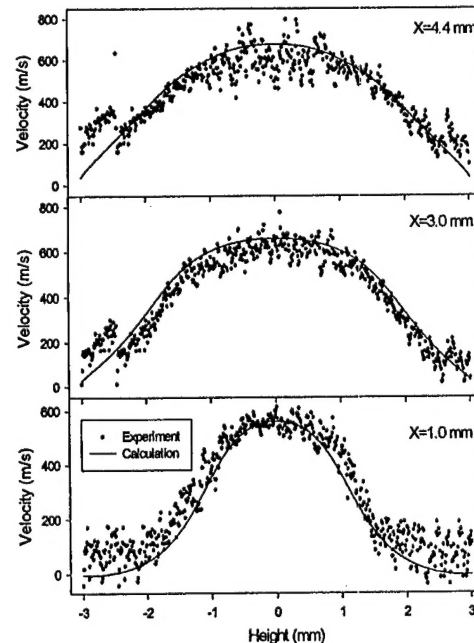 X=4.4 mm
Velocity (m/s)
800
600
400
200
0
X=3.0 mm
Velocity (m/s)
800
600
400
200
0
X=1.0 mm
Velocity (m/s)
600
400
200
0
Experiment
Calculation
-3 -2 -1 0 1 2 3
Height (mm)